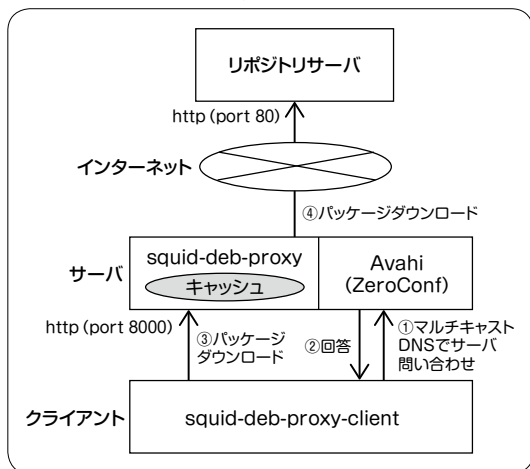 リポジトリサーバ
http (port 80)
インターネット
④パッケージダウンロード
サーバ
squid-deb-proxy
キャッシュ
Avahi
(ZeroConf)
http (port 8000)
③パッケージ
ダウンロード
②回答
①マルチキャスト
DNSでサーバ
問い合わせ
クライアント
squid-deb-proxy-client